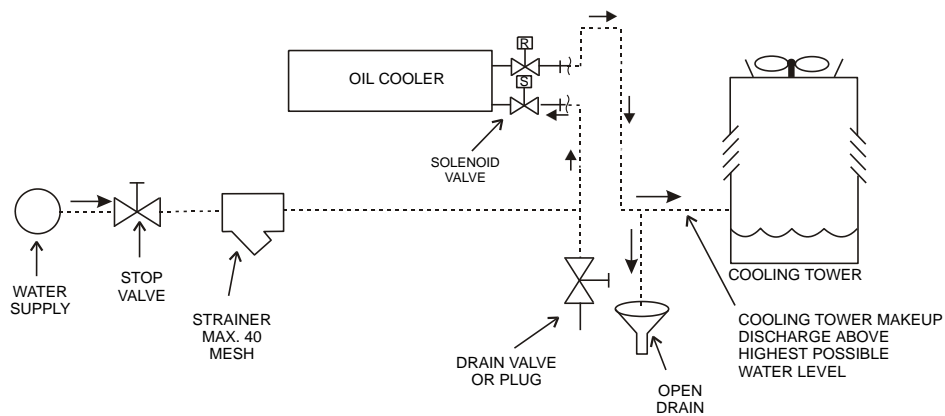 R
OIL COOLER
S
SOLENOID
VALVE
WATER
SUPPLY
STOP
VALVE
STRAINER
MAX. 40
MESH
DRAIN VALVE
OR PLUG
OPEN
DRAIN
COOLING TOWER
COOLING TOWER MAKEUP
DISCHARGE ABOVE
HIGHEST POSSIBLE
WATER LEVEL